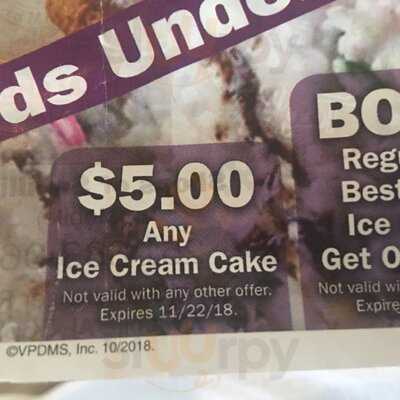 ds Unde
$5.00
Any
Ice Cream Cake
Not valid with any other offer.
Expires 11/22/18.
BO
Reg
Best
Ice
Get O
Not valid wi
Expire
©VPDMS, Inc. 10/2018.